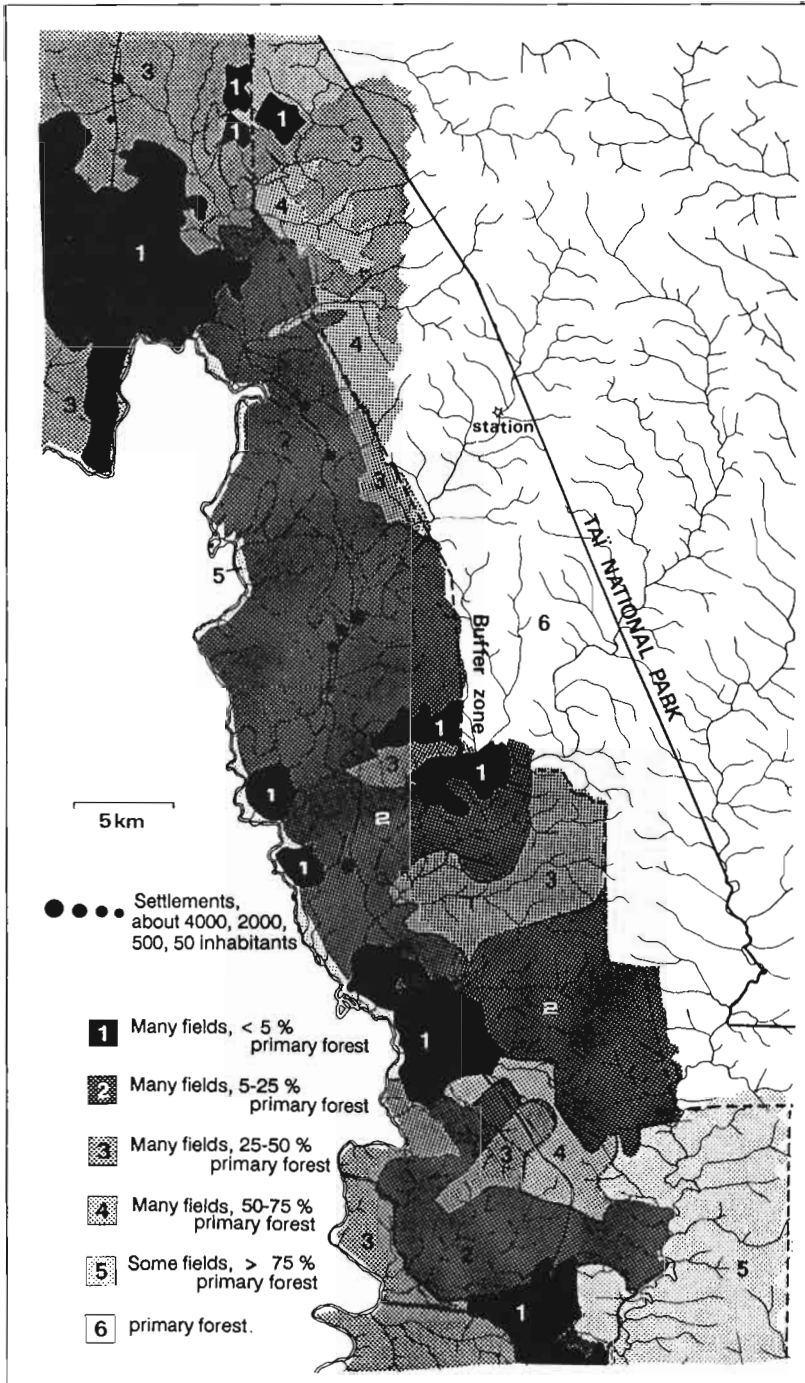 3
1
1
1
3
4
1
4
3
station
2
3
5
TAÏ NATIONAL PARK
6
Buffer zone
1
3
1
1
2
5 km
1
3
Settlements,
about 4000, 2000,
500, 50 inhabitants
2
1
1 Many fields, < 5 %
primary forest
2 Many fields, 5-25 %
primary forest
3 Many fields, 25-50 %
primary forest
3
4
4 Many fields, 50-75 %
primary forest
3
2
5
5 Some fields, > 75 %
primary forest
1
6 primary forest.